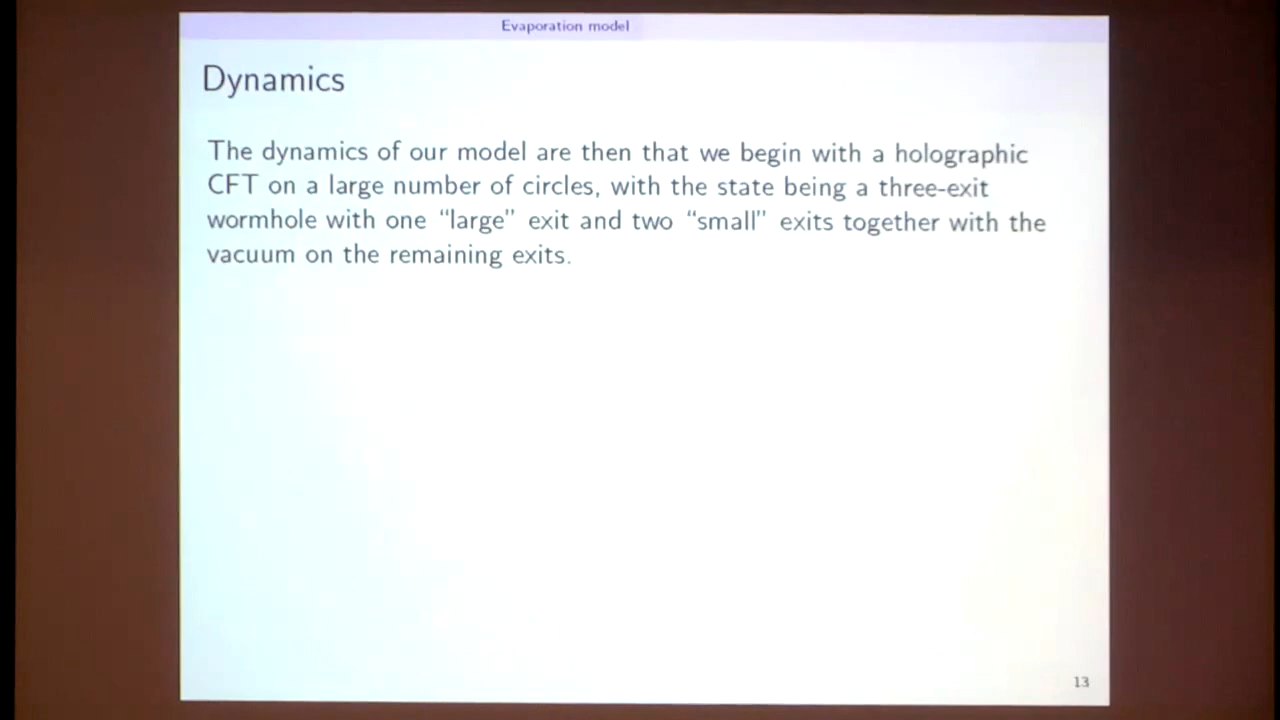 Evaporation model
Dynamics
The dynamics of our model are then that we begin with a holographic
CFT on a large number of circles, with the state being a three-exit
wormhole with one “large” exit and two “small” exits together with the
vacuum on the remaining exits.
13